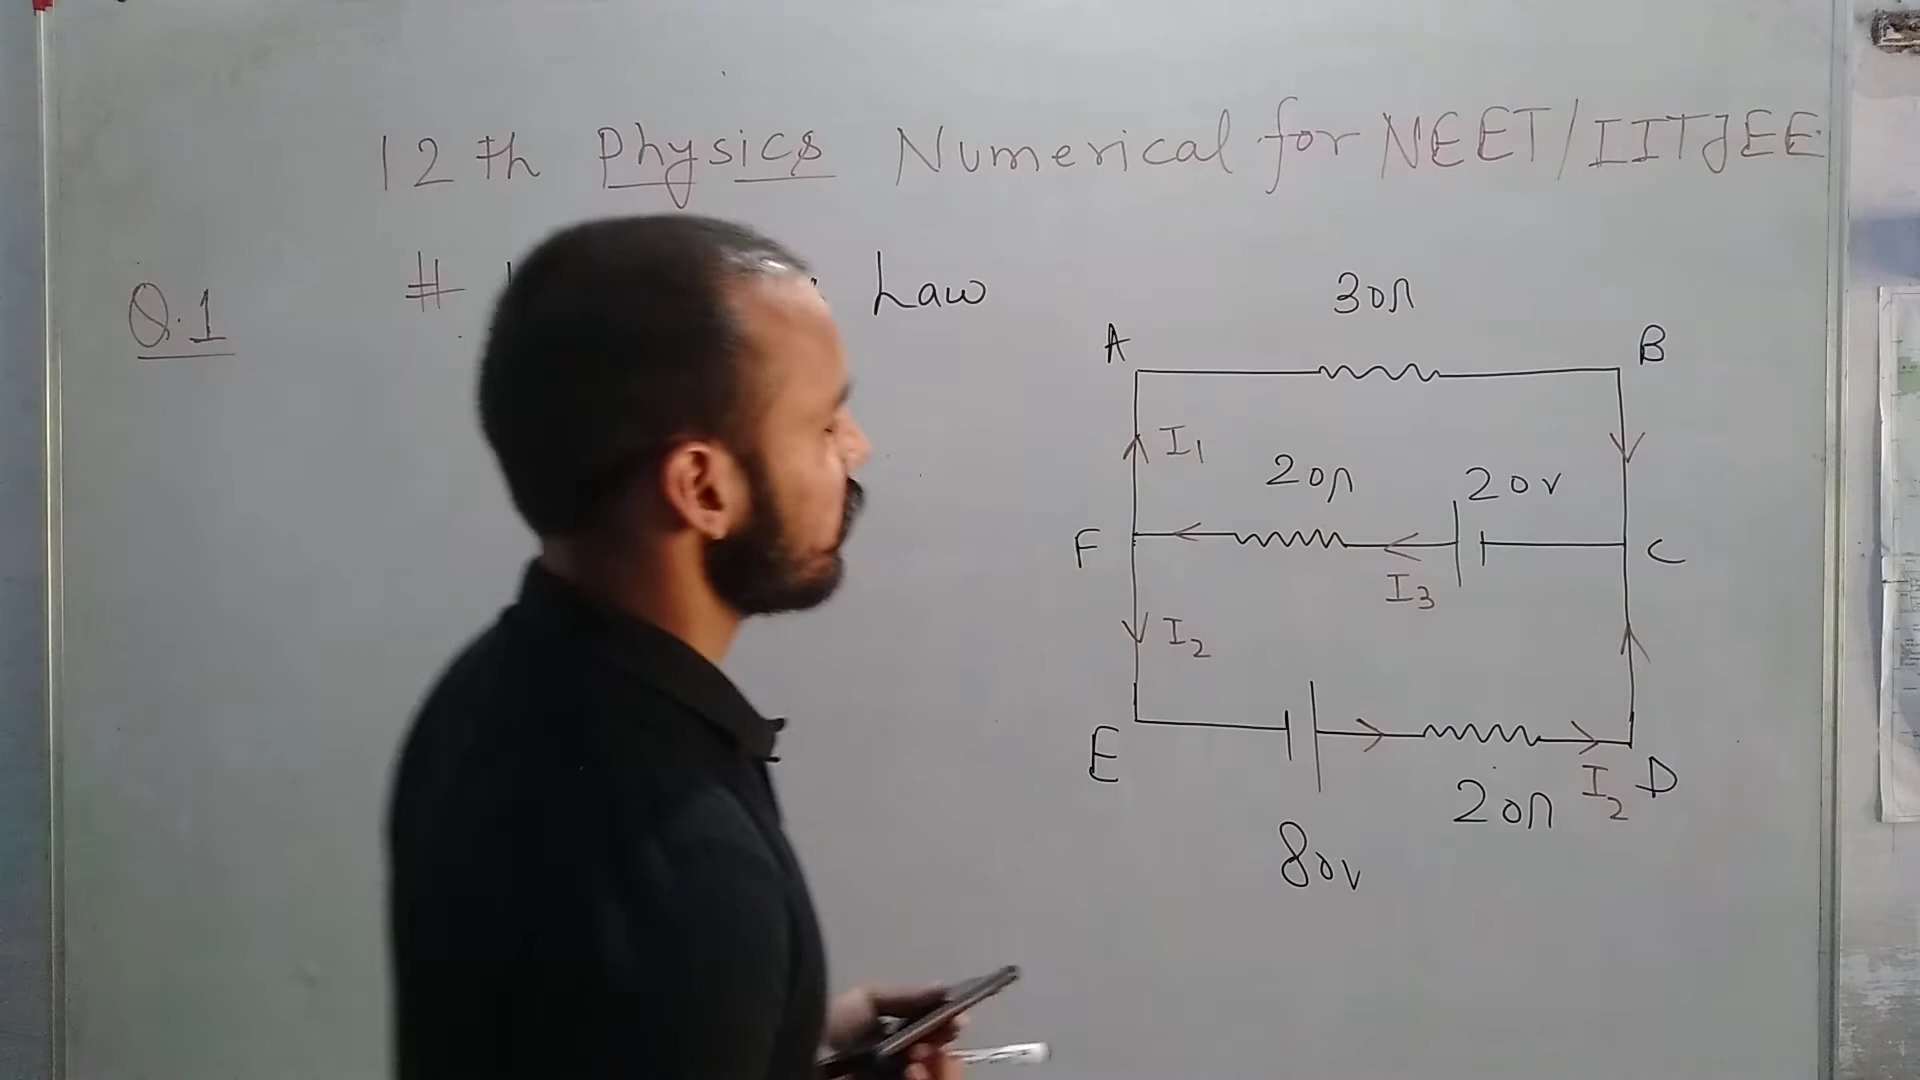 12th Physics Numerical for NEET/IITJEE
Q.1
# Law
30Ω
A
B
I1
20Ω
20v
F
C
I3
I2
E
I2
D
20Ω
80v